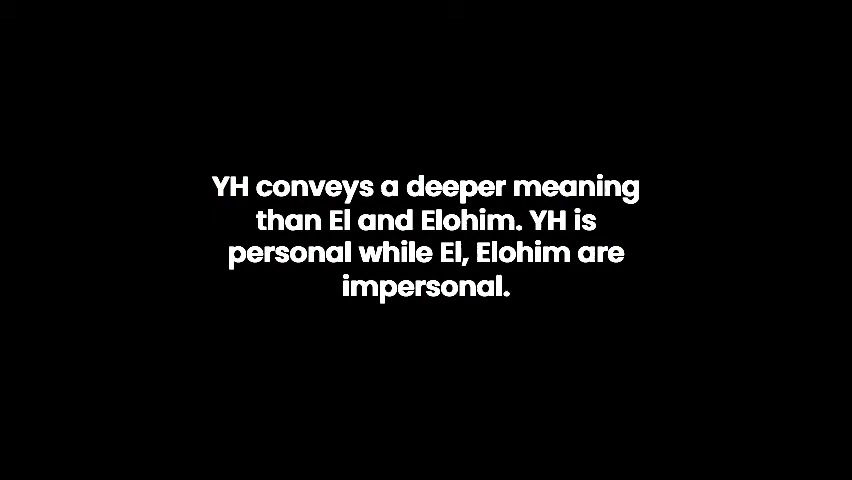 YH conveys a deeper meaning
than El and Elohim. YH is
personal while El, Elohim are
impersonal.